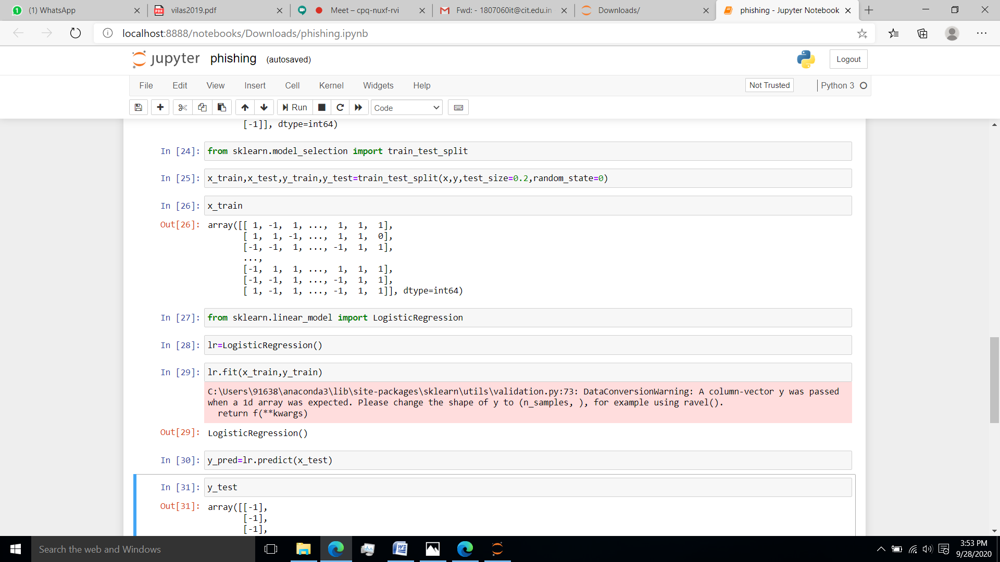 (1) WhatsApp
vilas2019.pdf
Meet – cpq-nuxf-rvi
Fwd: - 1807060it@cit.edu.in
Downloads/
phishing - Jupyter Notebook
localhost:8888/notebooks/Downloads/phishing.ipynb
jupyter phishing (autosaved)
Logout
File Edit View Insert Cell Kernel Widgets Help
Not Trusted
Python 3
Run
Code
[-1]], dtype=int64)
In [24]: from sklearn.model_selection import train_test_split
In [25]: x_train,x_test,y_train,y_test=train_test_split(x,y,test_size=0.2,random_state=0)
In [26]: x_train
Out[26]: array([[ 1, -1,  1, ...,  1,  1,  1],
[ 1,  1, -1, ...,  1,  1,  0],
[-1, -1,  1, ..., -1,  1,  1],
...,
[-1,  1,  1, ...,  1,  1,  1],
[-1, -1,  1, ..., -1,  1,  1],
[ 1, -1,  1, ..., -1,  1,  1]], dtype=int64)
In [27]: from sklearn.linear_model import LogisticRegression
In [28]: lr=LogisticRegression()
In [29]: lr.fit(x_train,y_train)
C:\Users\91638\anaconda3\lib\site-packages\sklearn\utils\validation.py:73: DataConversionWarning: A column-vector y was passed
when a 1d array was expected. Please change the shape of y to (n_samples, ), for example using ravel().
return f(**kwargs)
Out[29]: LogisticRegression()
In [30]: y_pred=lr.predict(x_test)
In [31]: y_test
Out[31]: array([[-1],
[-1],
[-1],
Search the web and Windows
3:53 PM
9/28/2020